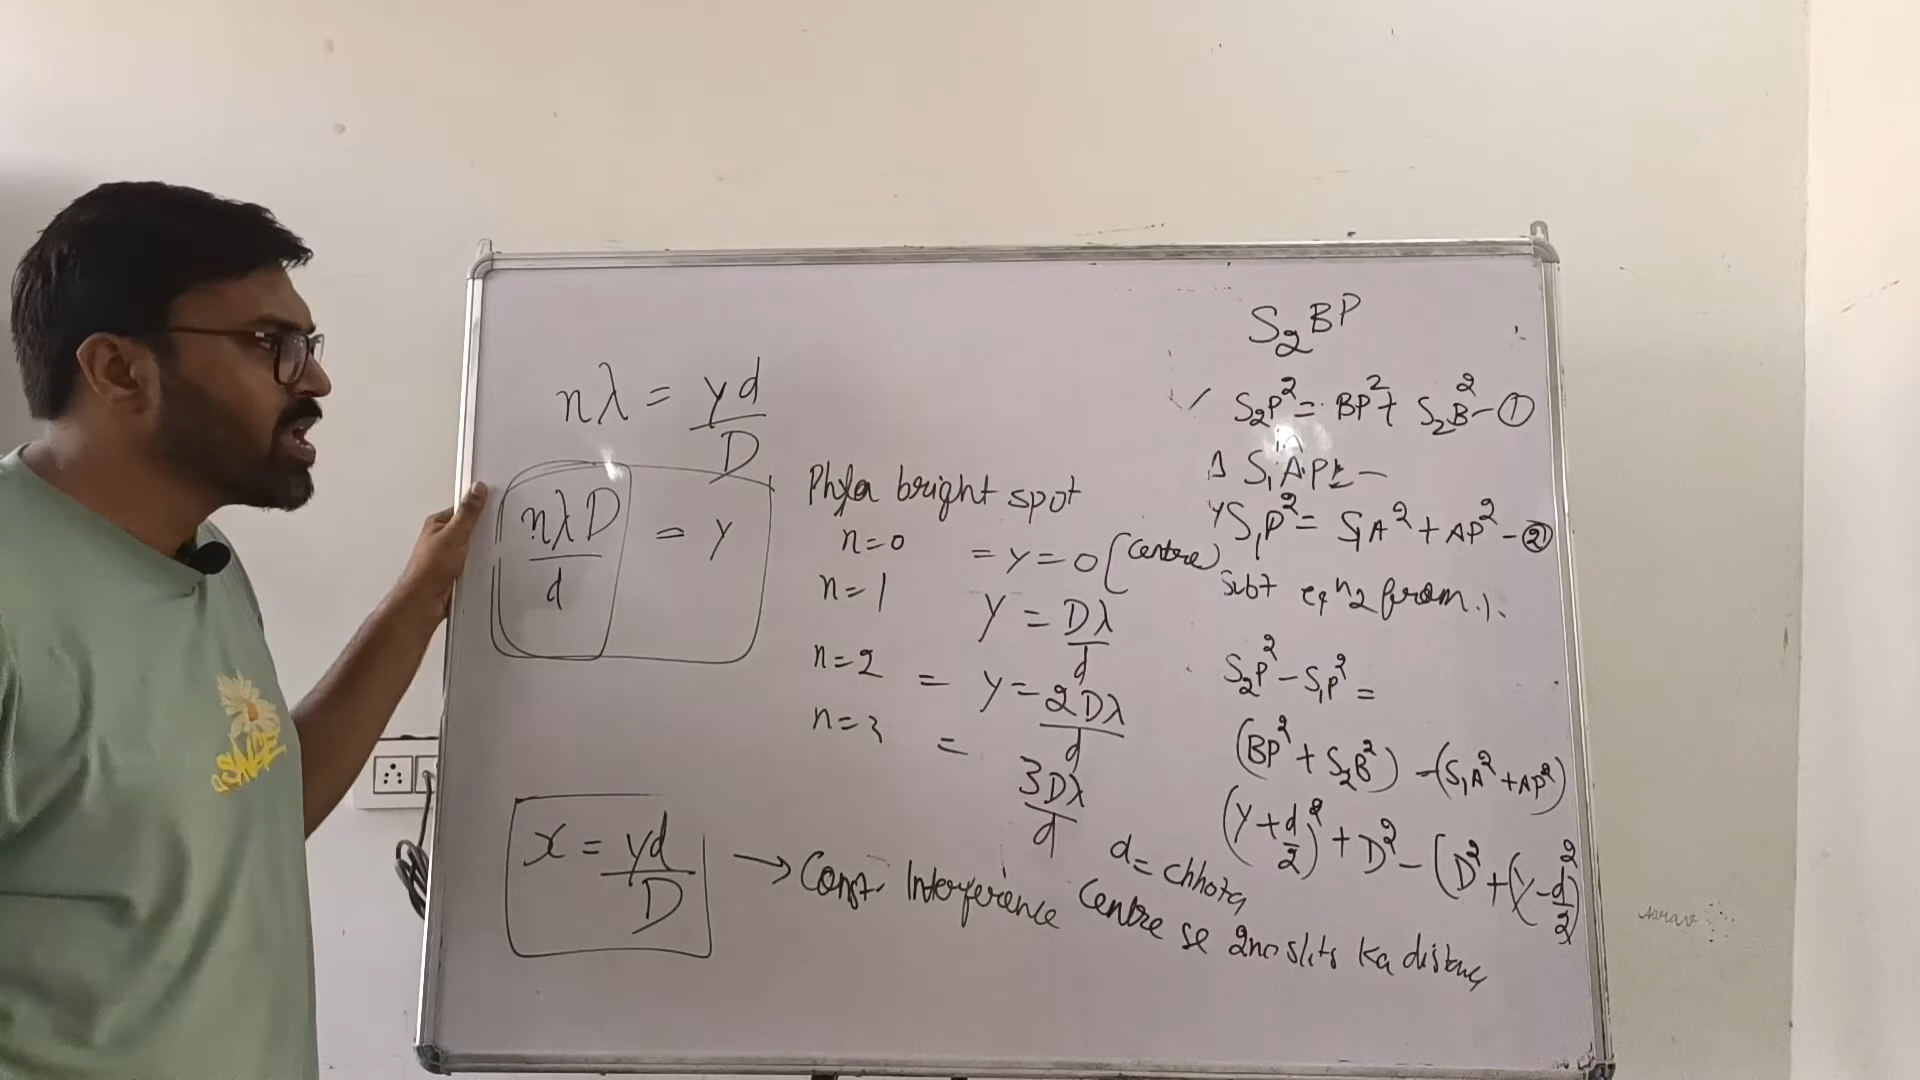 nλ = yd/D
nλD/d = y
Phyla bright spot
n=0 = y=0 (centre)
n=1 y = Dλ/d
n=2 = y = 2Dλ/d
n=3 = 3Dλ/d
x = yd/D → Const. Interference
d= chhota
Centre se 2no slits ka distance
S₂BP
✓ S₂P² = BP² + S₂B² - ①
Δ S₁AP
S₁P² = S₁A² + AP² - ②
Subt eqn 2 from 1.
S₂P² - S₁P² =
(BP² + S₂B²) - (S₁A² + AP²)
(y + d/2)² + D² - (D² + (y - d/2)²